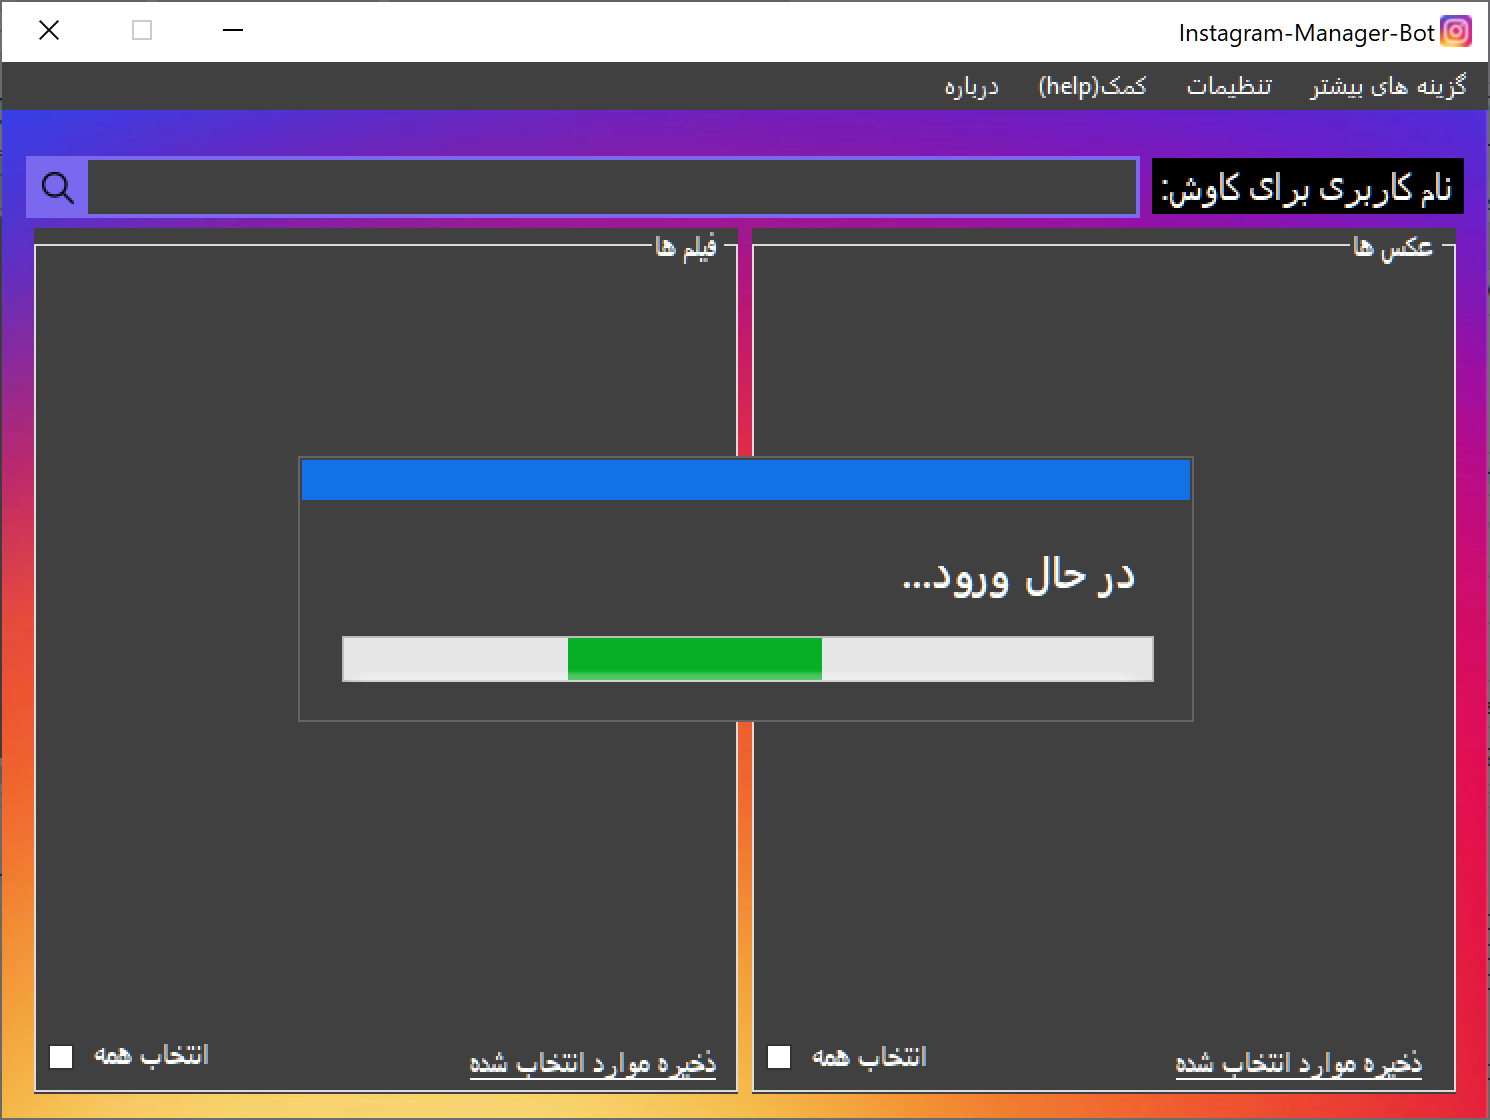 Instagram-Manager-Bot
گزینه های بیشتر
تنظیمات
کمک(help)
درباره
نام کاربری برای کاوش:
عکس ها
فیلم ها
در حال ورود...
ذخیره موارد انتخاب شده
انتخاب همه
ذخیره موارد انتخاب شده
انتخاب همه